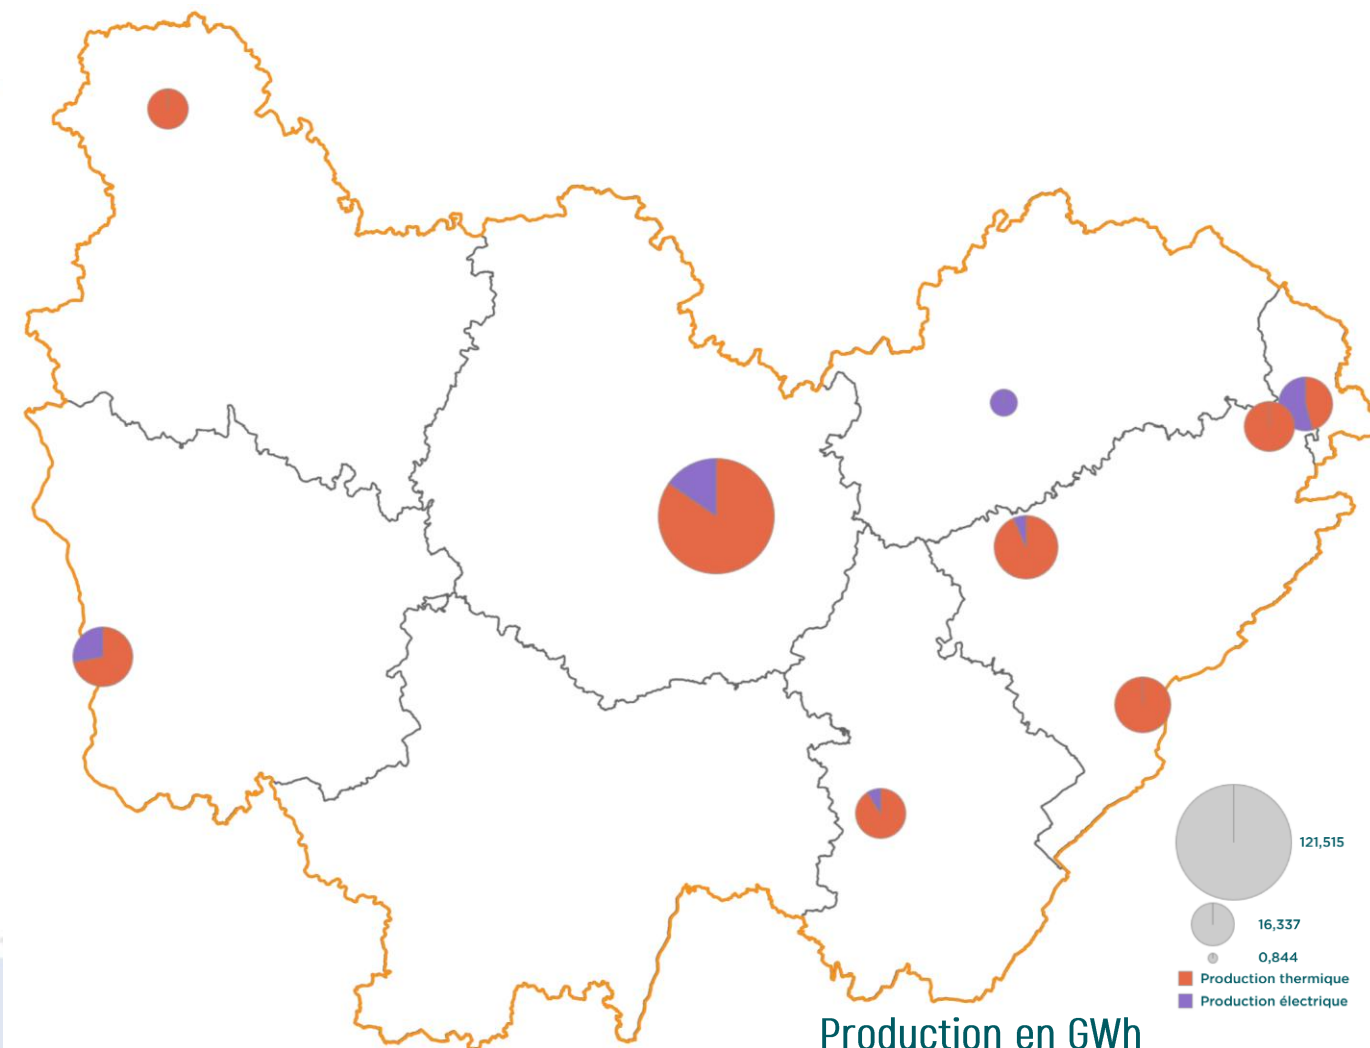 121,515
16,337
0,844
Production thermique
Production électrique
Production en GWh